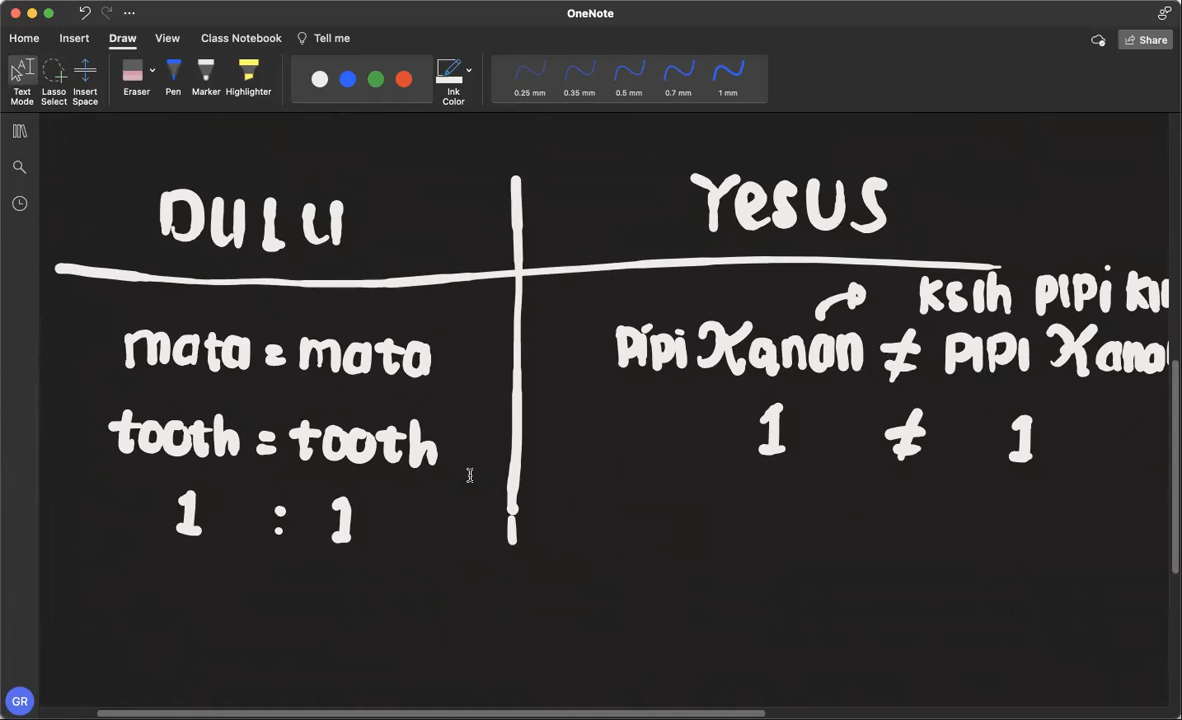 OneNote
Home Insert Draw View Class Notebook Tell me
Share
Text Mode
Lasso Select
Insert Space
Eraser
Pen
Marker
Highlighter
Ink Color
0.25 mm
0.35 mm
0.5 mm
0.7 mm
1 mm
DULU
Yesus
ksih pipi
mata = mata
pipi Kanan ≠ pipi
tooth = tooth
1 ≠ 1
1 : 1
GR